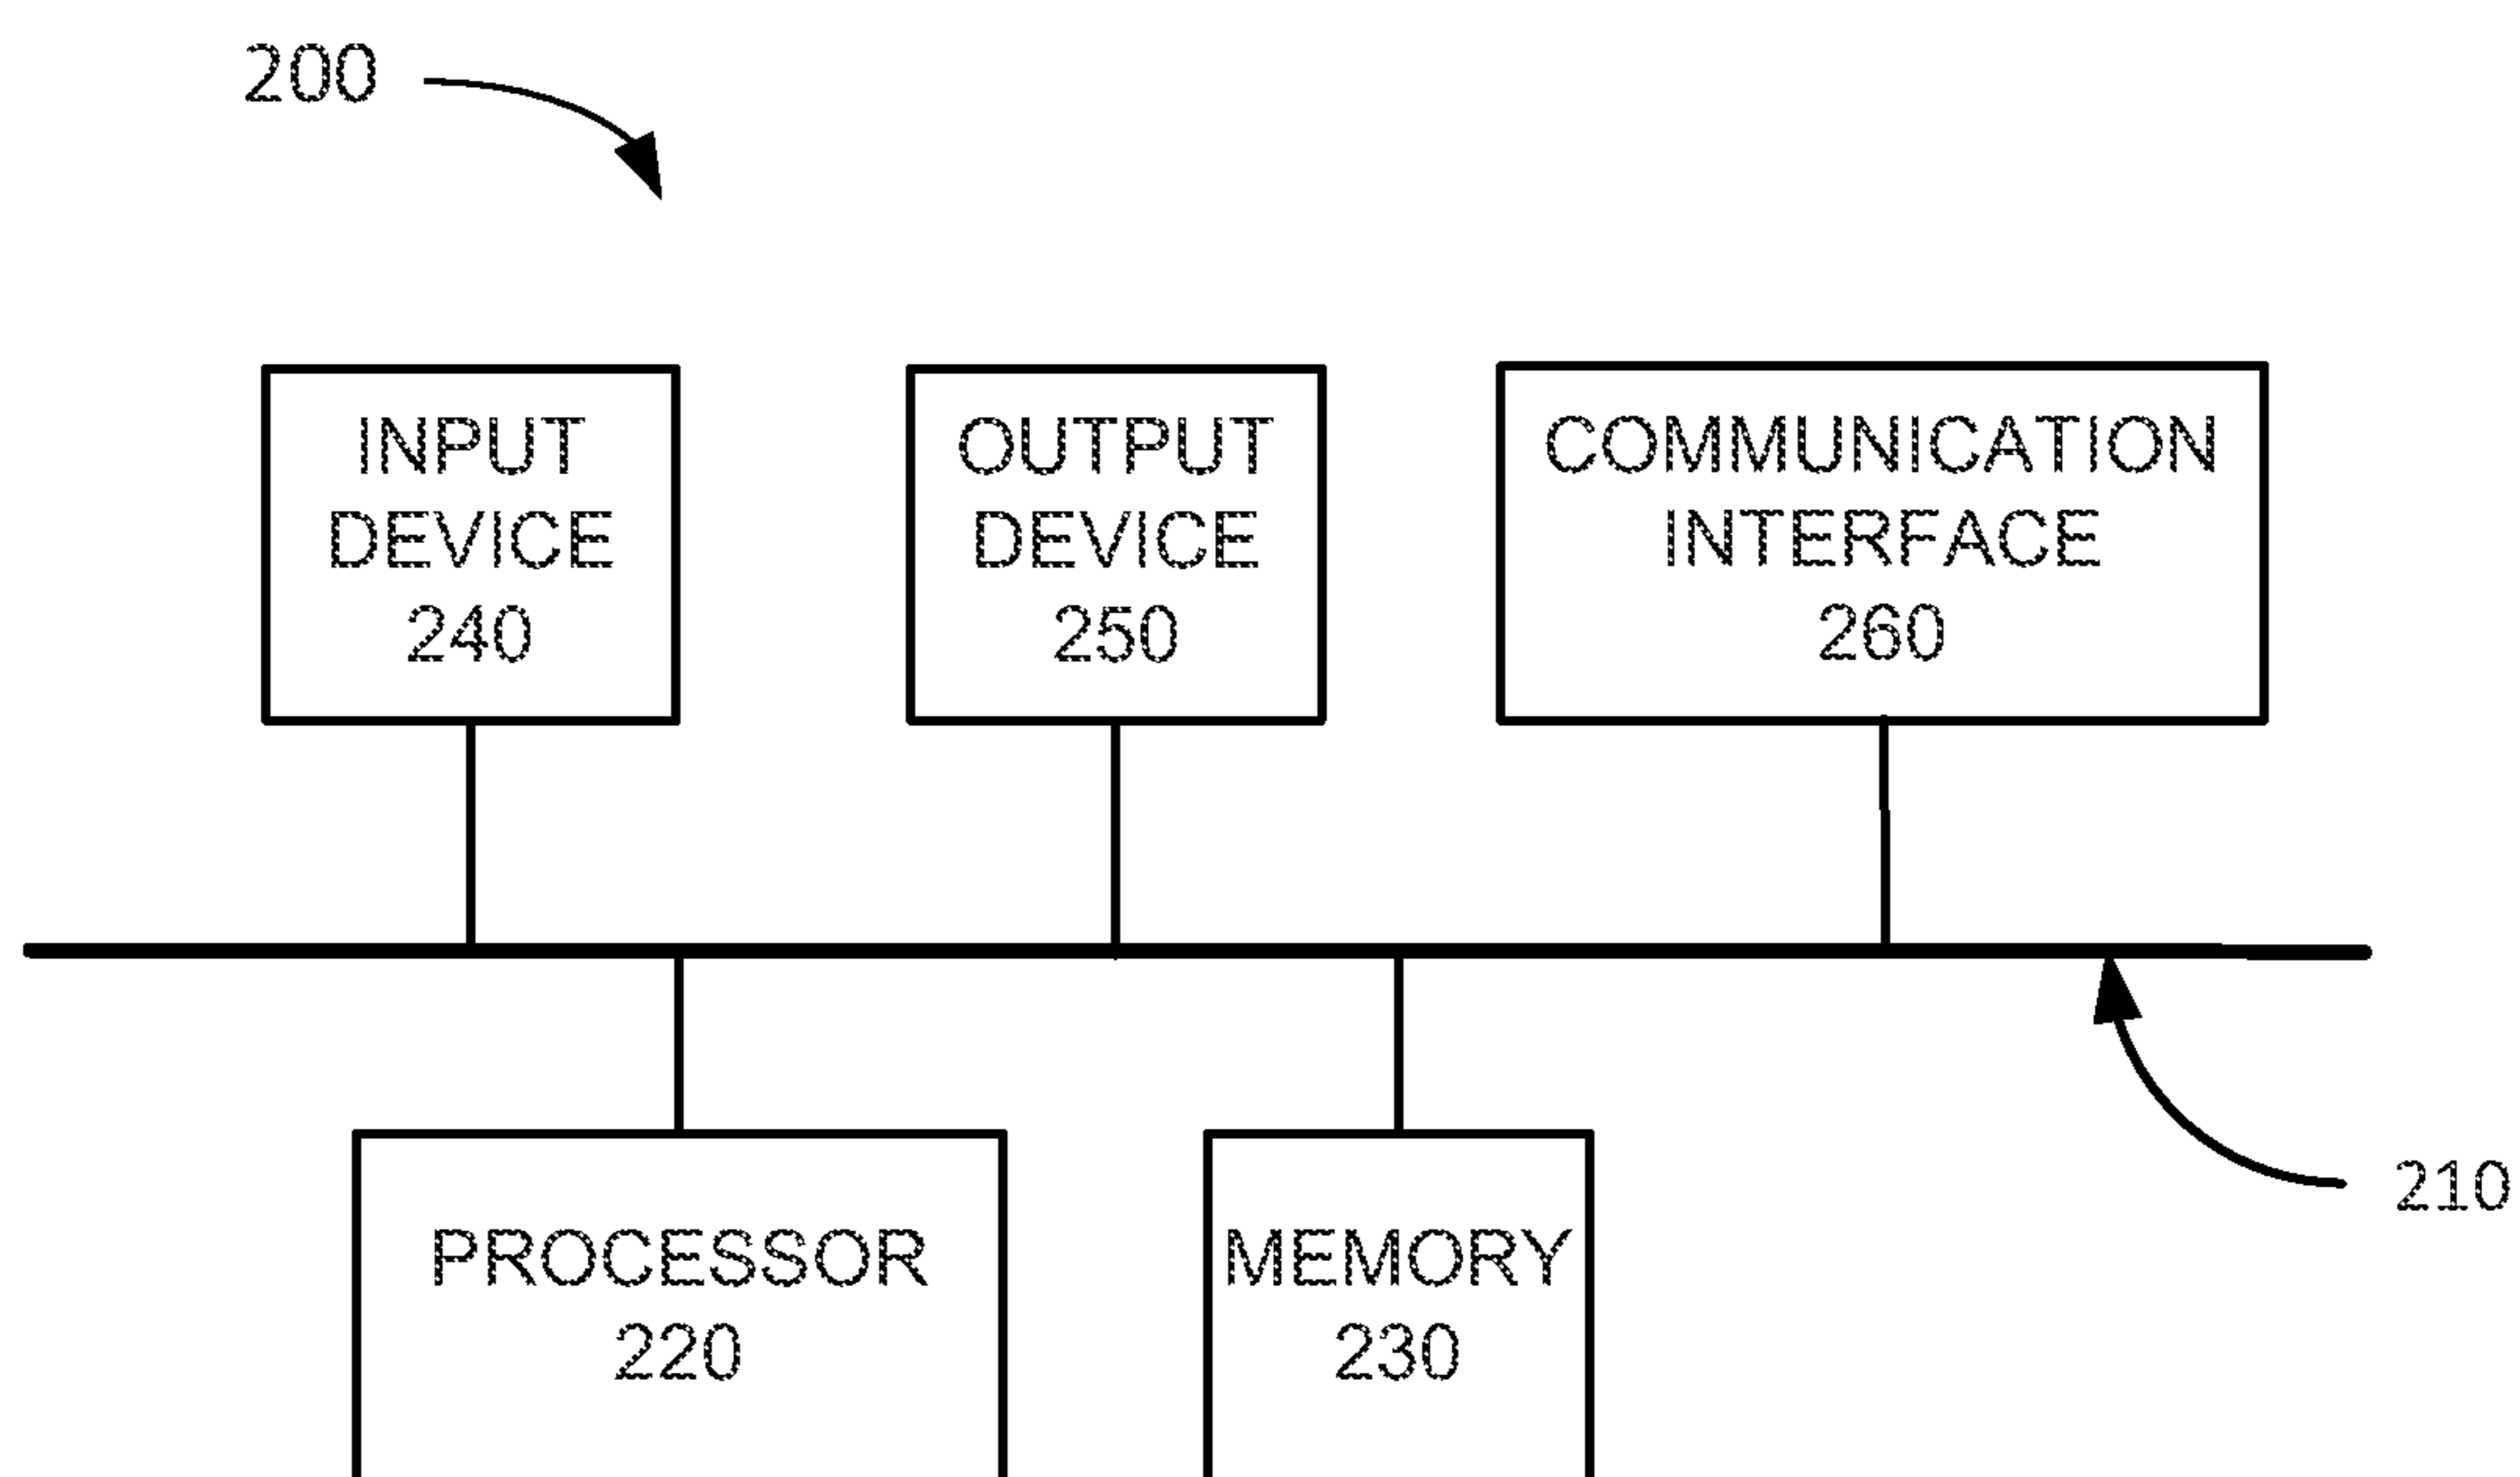 200
INPUT
DEVICE
240
OUTPUT
DEVICE
250
COMMUNICATION
INTERFACE
260
210
PROCESSOR
220
MEMORY
230